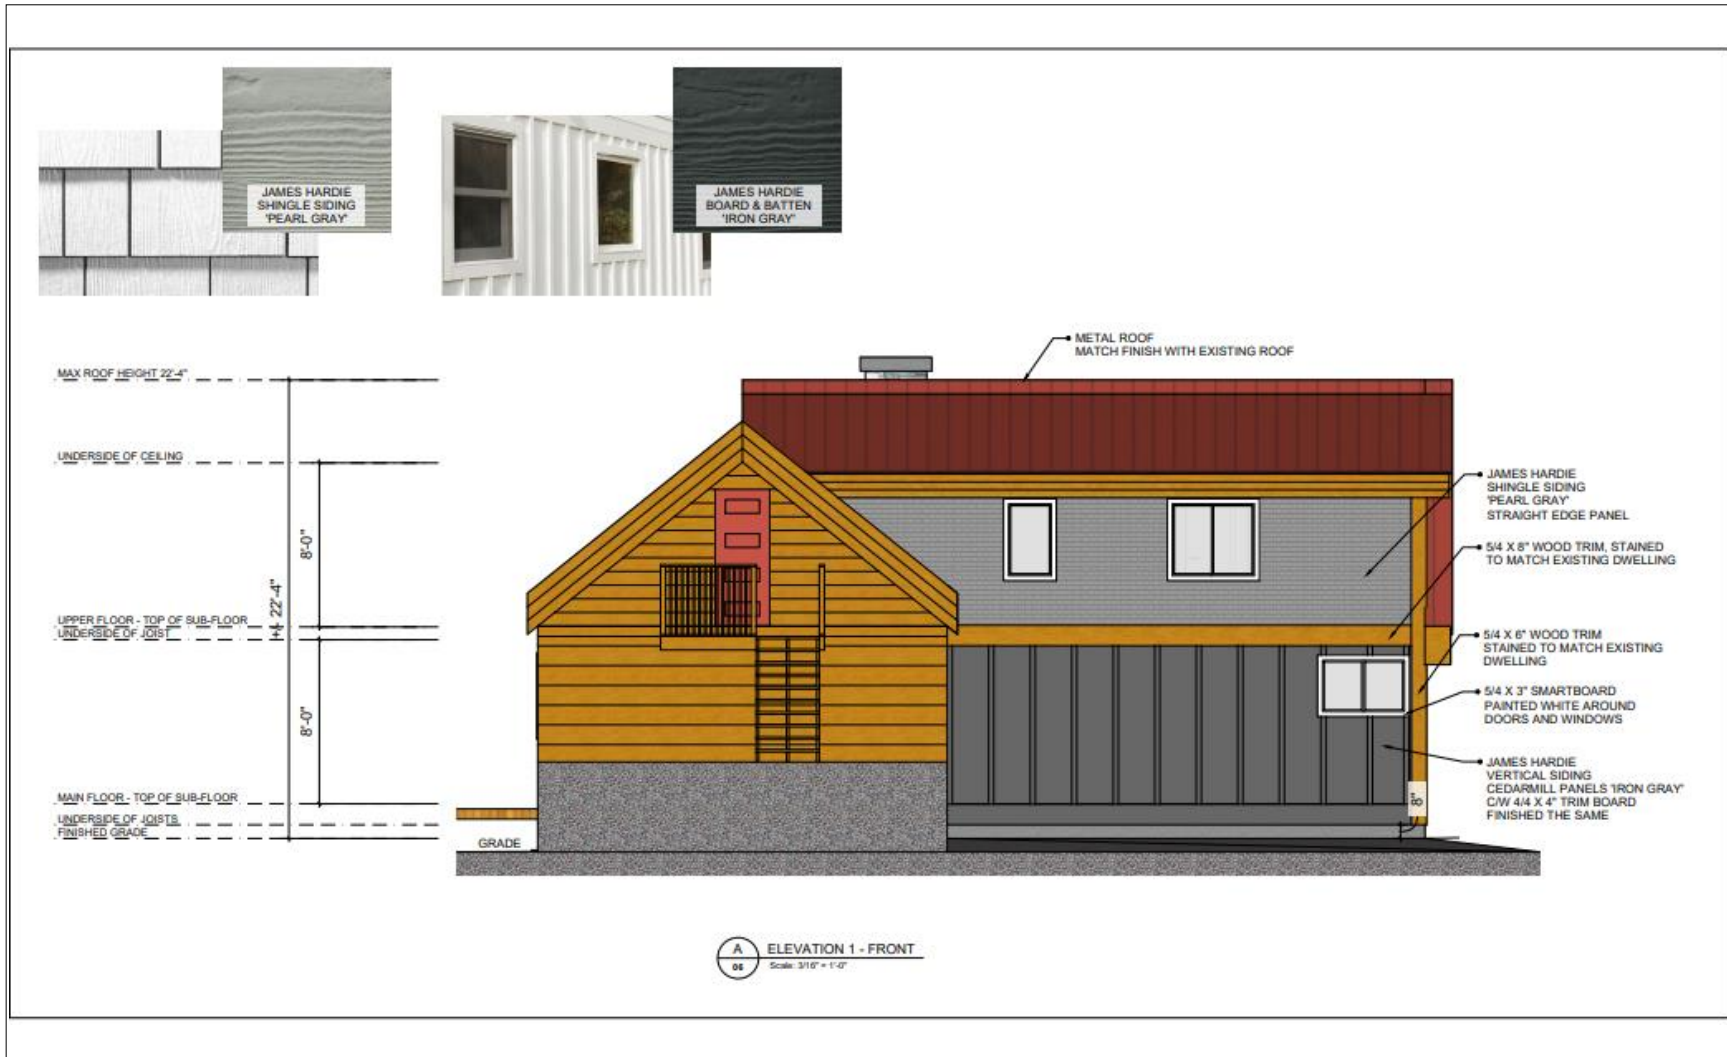 JAMES HARDIE
SHINGLE SIDING
'PEARL GRAY'
JAMES HARDIE
BOARD & BATTEN
'IRON GRAY'
METAL ROOF
MATCH FINISH WITH EXISTING ROOF
MAX ROOF HEIGHT 22'-4"
UNDERSIDE OF CEILING
8'-0"
+/- 22'-4"
UPPER FLOOR - TOP OF SUB-FLOOR
UNDERSIDE OF JOIST
8'-0"
MAIN FLOOR - TOP OF SUB-FLOOR
UNDERSIDE OF JOISTS
FINISHED GRADE
GRADE
JAMES HARDIE
SHINGLE SIDING
'PEARL GRAY'
STRAIGHT EDGE PANEL
5/4 X 8" WOOD TRIM, STAINED
TO MATCH EXISTING DWELLING
5/4 X 6" WOOD TRIM
STAINED TO MATCH EXISTING
DWELLING
5/4 X 3" SMARTBOARD
PAINTED WHITE AROUND
DOORS AND WINDOWS
JAMES HARDIE
VERTICAL SIDING
CEDARMILL PANELS 'IRON GRAY'
C/W 4/4 X 4" TRIM BOARD
FINISHED THE SAME
8"
A
06
ELEVATION 1 - FRONT
Scale: 3/16" = 1'-0"